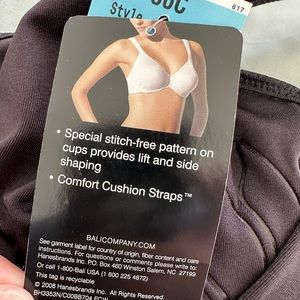 Style
617
• Special stitch-free pattern on
cups provides lift and side
shaping
• Comfort Cushion Straps™
BALICOMPANY.COM
See garment label for country of origin, fiber content and care
instructions. For questions or comments please write to:
Hanesbrands Inc. PO Box 460 Winston Salem, NC 27199
Or call 1-800-Bali USA (1 800 225 4872)
This tag is recyclable
© 2008 Hanesbrands Inc. All rights reserved.